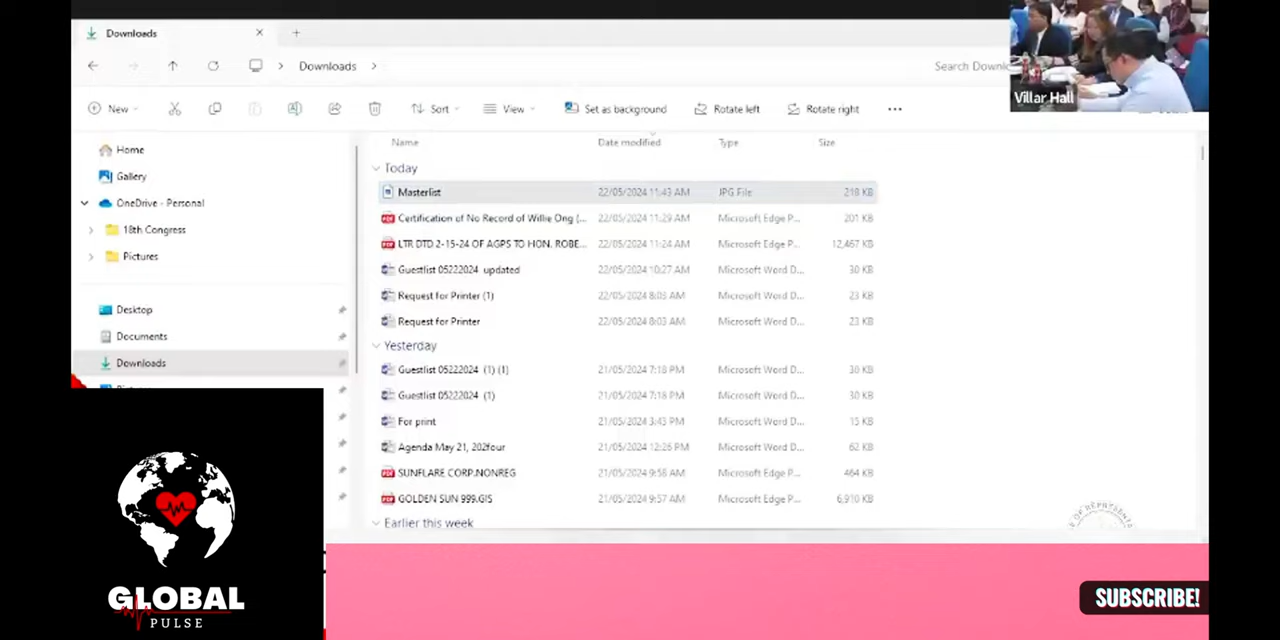 Downloads
Downloads
Search Downlo
Villar Hall
New
Sort
View
Set as background
Rotate left
Rotate right
Home
Gallery
OneDrive - Personal
18th Congress
Pictures
Desktop
Documents
Downloads
Name Date modified Type Size
Today
Masterlist 22/05/2024 11:43 AM JPG File 218 KB
Certification of No Record of Willie Ong (... 22/05/2024 11:29 AM Microsoft Edge P... 201 KB
LTR DTD 2-15-24 OF AGPS TO HON. ROBE... 22/05/2024 11:24 AM Microsoft Edge P... 12,467 KB
Guestlist 05222024 updated 22/05/2024 10:27 AM Microsoft Word D... 30 KB
Request for Printer (1) 22/05/2024 8:03 AM Microsoft Word D... 23 KB
Request for Printer 22/05/2024 8:03 AM Microsoft Word D... 23 KB
Yesterday
Guestlist 05222024 (1) (1) 21/05/2024 7:18 PM Microsoft Word D... 30 KB
Guestlist 05222024 (1) 21/05/2024 7:18 PM Microsoft Word D... 30 KB
For print 21/05/2024 3:43 PM Microsoft Word D... 15 KB
Agenda May 21, 202four 21/05/2024 12:26 PM Microsoft Word D... 62 KB
SUNFLARE CORP.NONREG 21/05/2024 9:58 AM Microsoft Edge P... 464 KB
GOLDEN SUN 999.GIS 21/05/2024 9:57 AM Microsoft Edge P... 6,910 KB
Earlier this week
OF REPRESENTA
GLOBAL
PULSE
SUBSCRIBE!